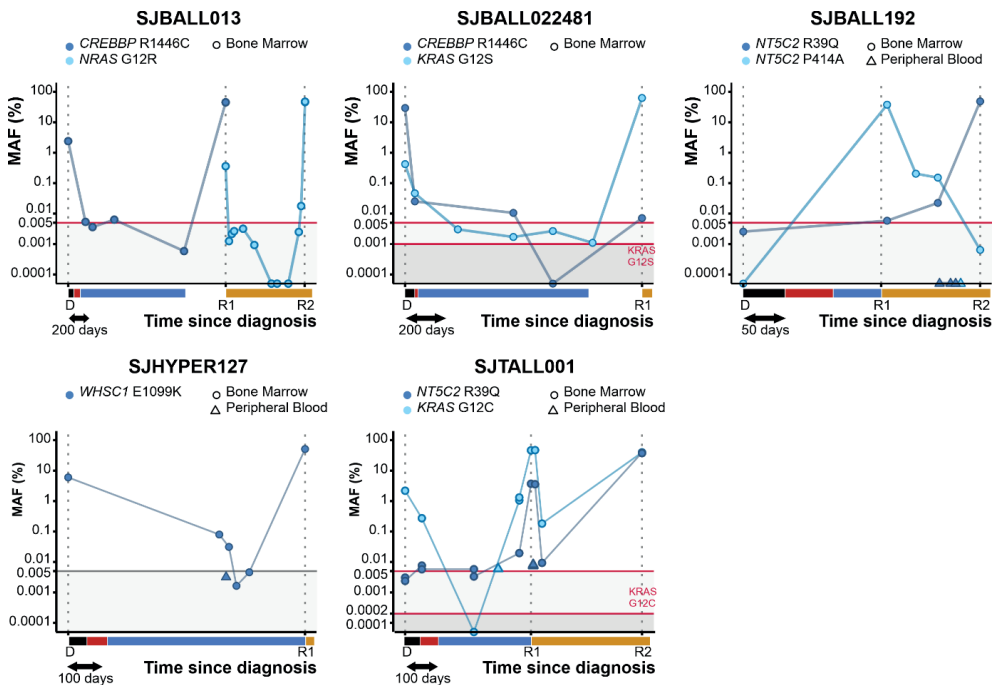 SJBALL013
CREBBP R1446C
Bone Marrow
NRAS G12R
MAF (%)
100
10
1
0.1
0.01
0.005
0.001
0.0001
D
R1
R2
200 days
Time since diagnosis
SJBALL022481
CREBBP R1446C
Bone Marrow
KRAS G12S
MAF (%)
100
10
1
0.1
0.01
0.005
0.001
0.0001
KRAS
G12S
D
R1
200 days
Time since diagnosis
SJBALL192
NT5C2 R39Q
Bone Marrow
NT5C2 P414A
Peripheral Blood
MAF (%)
100
10
1
0.1
0.01
0.005
0.001
0.0001
D
R1
R2
50 days
Time since diagnosis
SJHYPER127
WHSC1 E1099K
Bone Marrow
Peripheral Blood
MAF (%)
100
10
1
0.1
0.01
0.005
0.001
0.0001
D
R1
100 days
Time since diagnosis
SJTALL001
NT5C2 R39Q
Bone Marrow
KRAS G12C
Peripheral Blood
MAF (%)
100
10
1
0.1
0.01
0.005
0.001
0.0002
0.0001
KRAS
G12C
D
R1
R2
100 days
Time since diagnosis